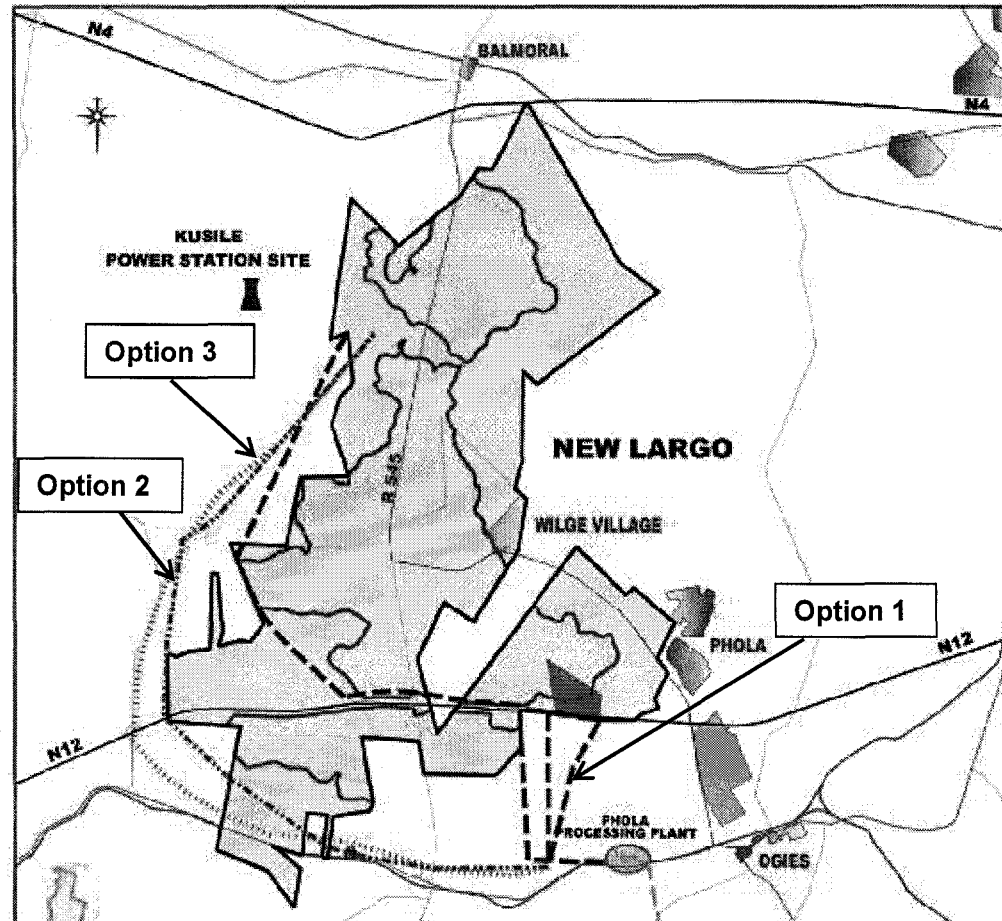 N4
BALMORAL
N4
KUSILE
POWER STATION SITE
Option 3
Option 2
R 545
NEW LARGO
WILGE VILLAGE
Option 1
PHOLA
N12
N12
PHOLA
PROCESSING PLANT
OGIES